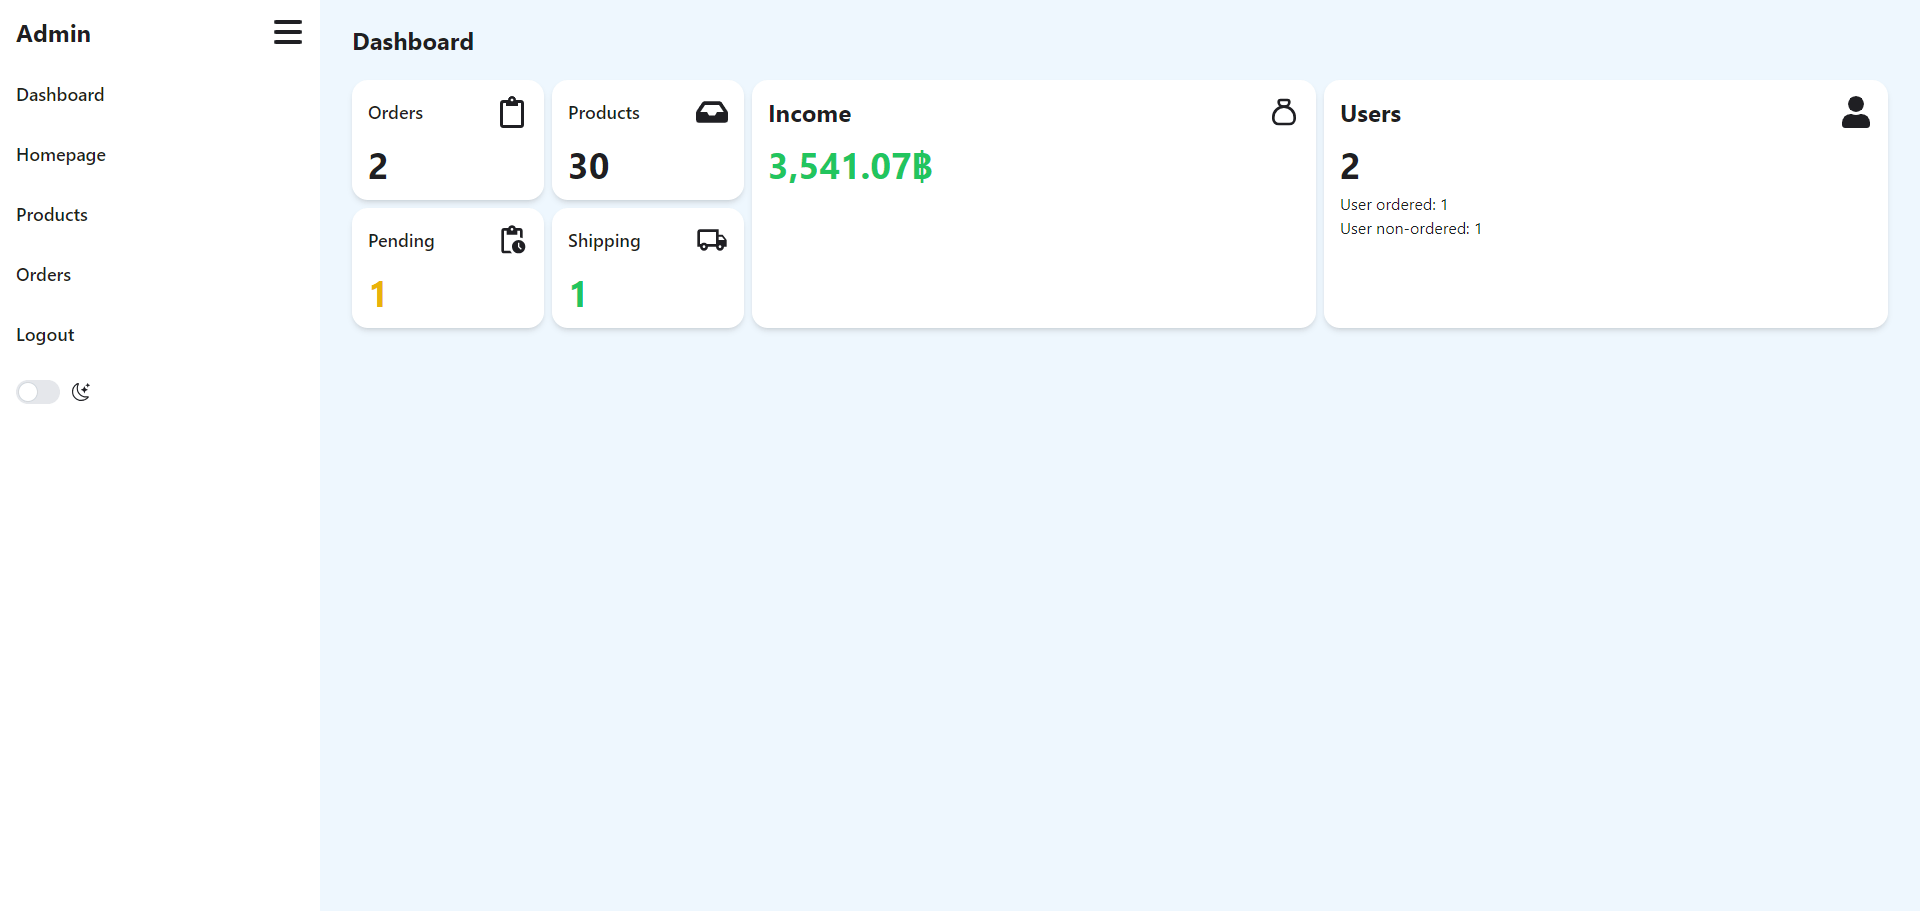 Admin
Dashboard
Homepage
Products
Orders
Logout
Dashboard
Orders
2
Products
30
Pending
1
Shipping
1
Income
3,541.07฿
Users
2
User ordered: 1
User non-ordered: 1